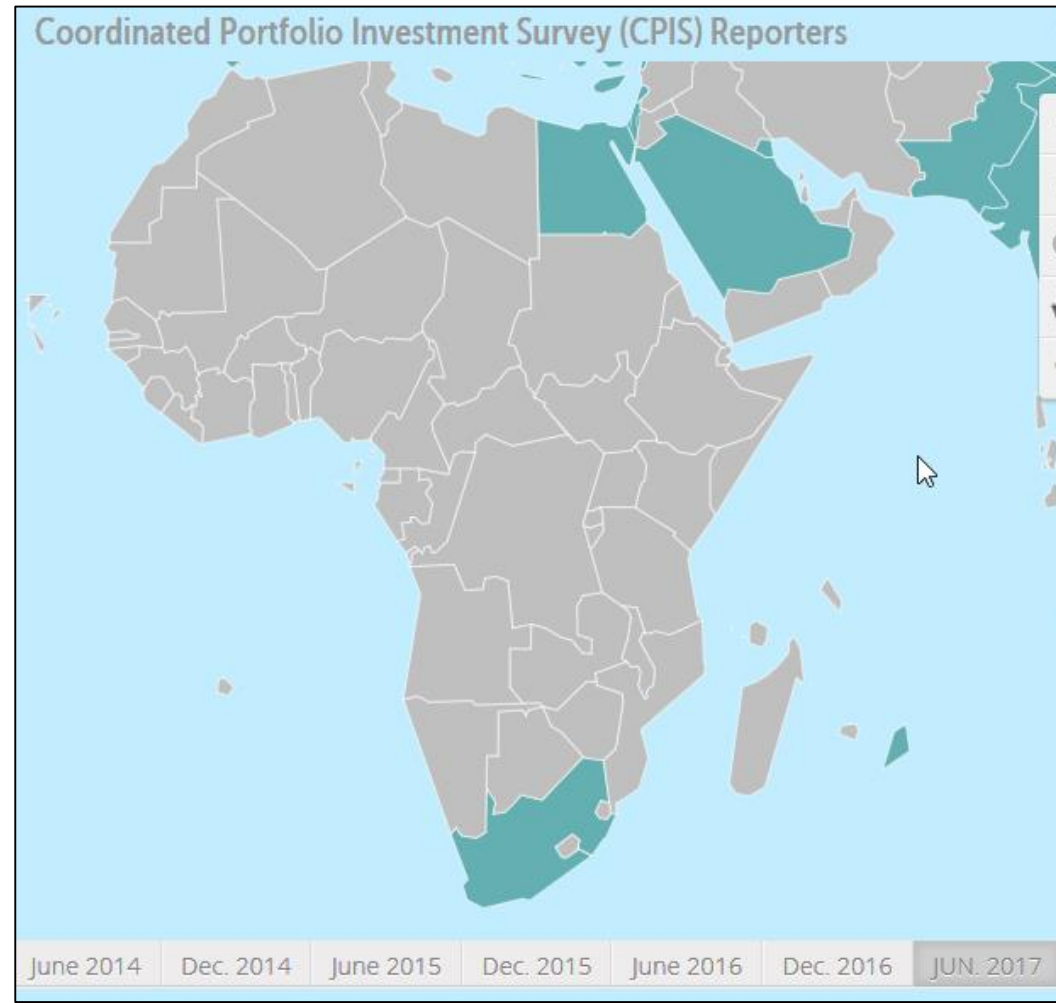 Coordinated Portfolio Investment Survey (CPIS) Reporters
June 2014 Dec. 2014 June 2015 Dec. 2015 June 2016 Dec. 2016 JUN. 2017